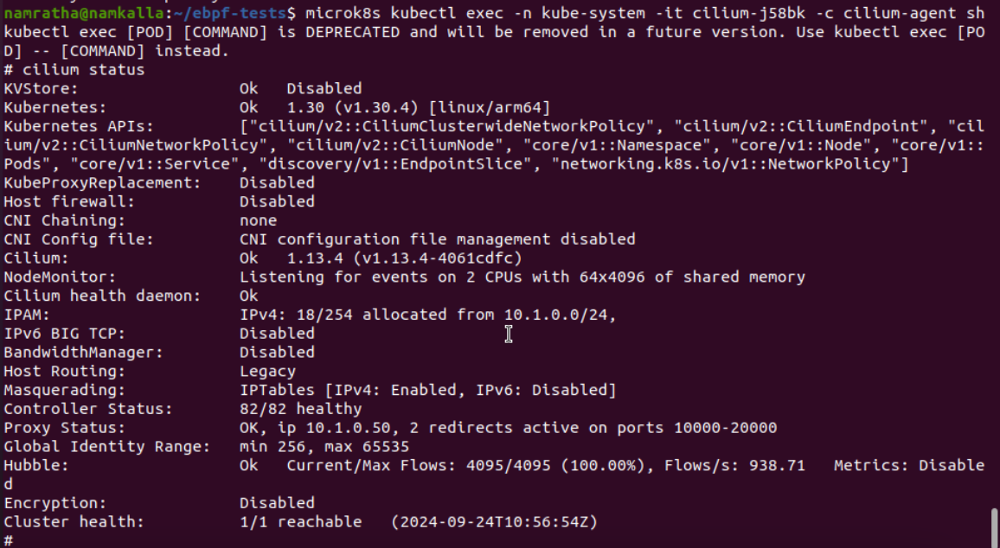 namratha@namkalla:~/ebpf-tests$ microk8s kubectl exec -n kube-system -it cilium-j58bk -c cilium-agent sh
kubectl exec [POD] [COMMAND] is DEPRECATED and will be removed in a future version. Use kubectl exec [PO
D] -- [COMMAND] instead.
# cilium status
KVStore:                 Ok   Disabled
Kubernetes:              Ok   1.30 (v1.30.4) [linux/arm64]
Kubernetes APIs:         ["cilium/v2::CiliumClusterwideNetworkPolicy", "cilium/v2::CiliumEndpoint", "cil
ium/v2::CiliumNetworkPolicy", "cilium/v2::CiliumNode", "core/v1::Namespace", "core/v1::Node", "core/v1::
Pods", "core/v1::Service", "discovery/v1::EndpointSlice", "networking.k8s.io/v1::NetworkPolicy"]
KubeProxyReplacement:    Disabled
Host firewall:           Disabled
CNI Chaining:            none
CNI Config file:         CNI configuration file management disabled
Cilium:                  Ok   1.13.4 (v1.13.4-4061cdfc)
NodeMonitor:             Listening for events on 2 CPUs with 64x4096 of shared memory
Cilium health daemon:    Ok
IPAM:                    IPv4: 18/254 allocated from 10.1.0.0/24,
IPv6 BIG TCP:            Disabled
BandwidthManager:        Disabled
Host Routing:            Legacy
Masquerading:            IPTables [IPv4: Enabled, IPv6: Disabled]
Controller Status:       82/82 healthy
Proxy Status:            OK, ip 10.1.0.50, 2 redirects active on ports 10000-20000
Global Identity Range:   min 256, max 65535
Hubble:                  Ok   Current/Max Flows: 4095/4095 (100.00%), Flows/s: 938.71   Metrics: Disable
d
Encryption:              Disabled
Cluster health:          1/1 reachable   (2024-09-24T10:56:54Z)
#